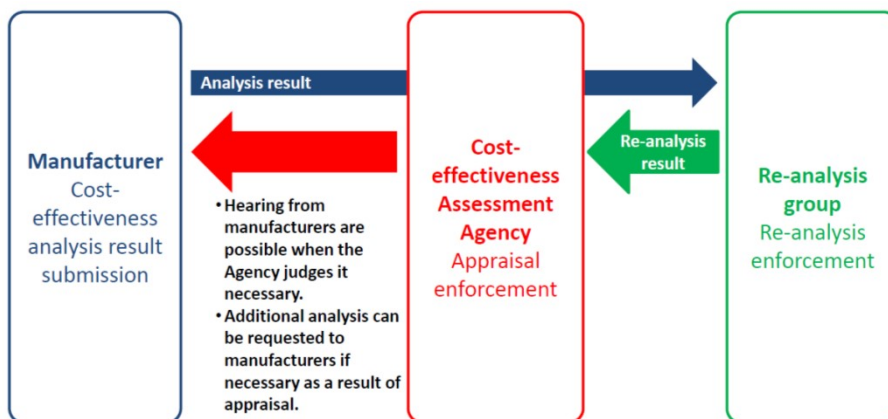 Manufacturer
Cost-
effectiveness
analysis result
submission
Analysis result
• Hearing from
manufacturers are
possible when the
Agency judges it
necessary.
• Additional analysis can
be requested to
manufacturers if
necessary as a result of
appraisal.
Cost-
effectiveness
Assessment
Agency
Appraisal
enforcement
Re-analysis
result
Re-analysis
group
Re-analysis
enforcement